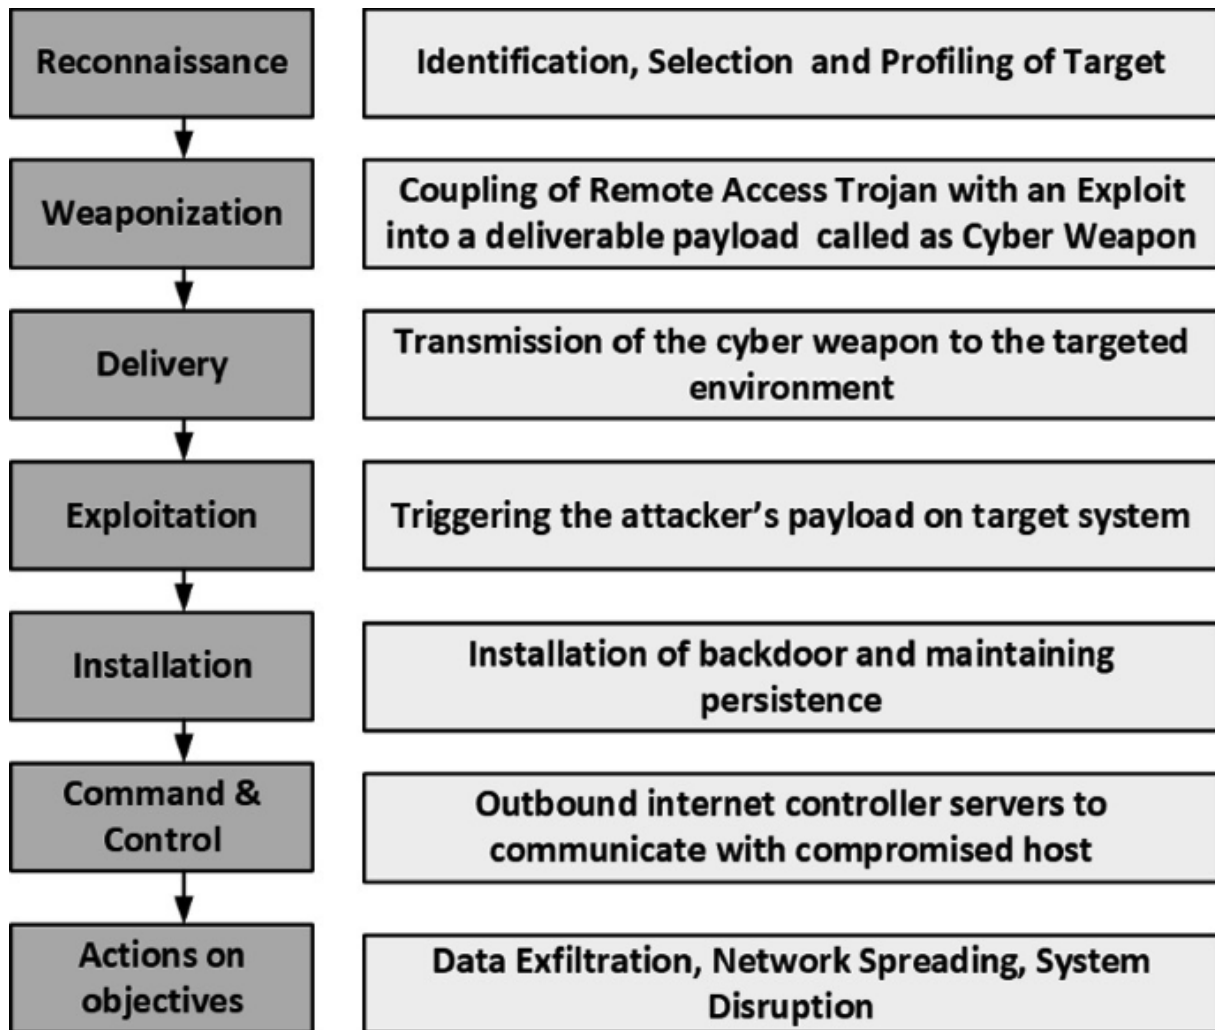 Reconnaissance
Identification, Selection and Profiling of Target
Weaponization
Coupling of Remote Access Trojan with an Exploit
into a deliverable payload called as Cyber Weapon
Delivery
Transmission of the cyber weapon to the targeted
environment
Exploitation
Triggering the attacker’s payload on target system
Installation
Installation of backdoor and maintaining
persistence
Command &
Control
Outbound internet controller servers to
communicate with compromised host
Actions on
objectives
Data Exfiltration, Network Spreading, System
Disruption